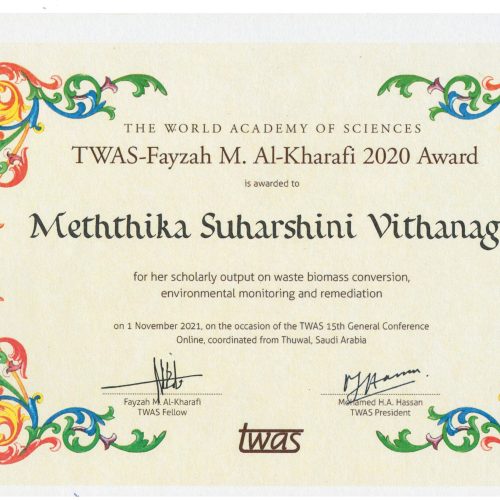 THE WORLD ACADEMY OF SCIENCES
TWAS-Fayzah M. Al-Kharafi 2020 Award
is awarded to
Meththika Suharshini Vithanag
for her scholarly output on waste biomass conversion,
environmental monitoring and remediation
on 1 November 2021, on the occasion of the TWAS 15th General Conference
Online, coordinated from Thuwal, Saudi Arabia
Fayzah M. Al-Kharafi
TWAS Fellow
Mohamed H.A. Hassan
TWAS President
twas